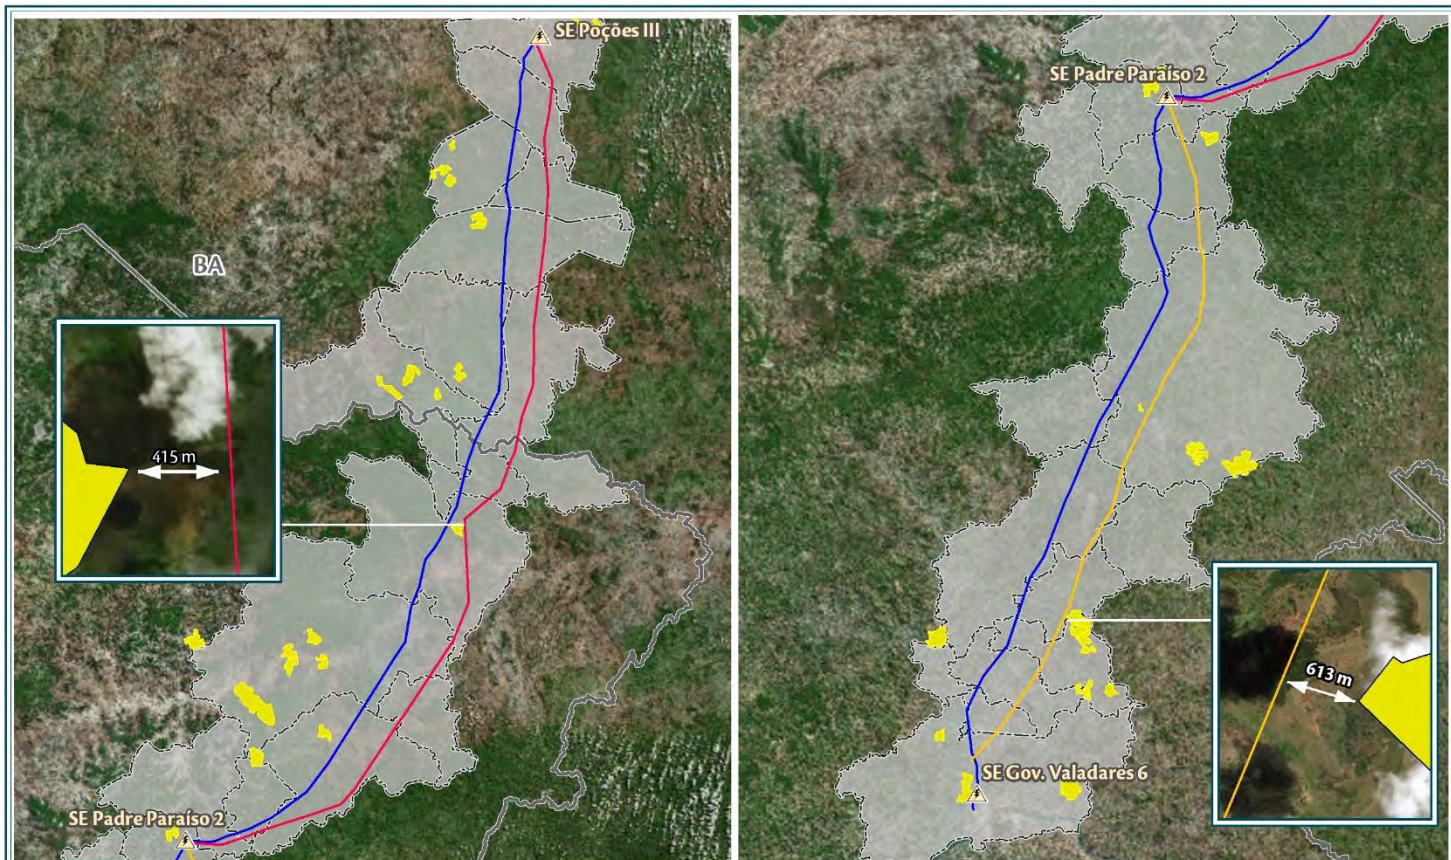 SE Poções III
BA
415 m
SE Padre Paraíso 2
SE Padre Paraíso 2
613 m
SE Gov. Valadares 6